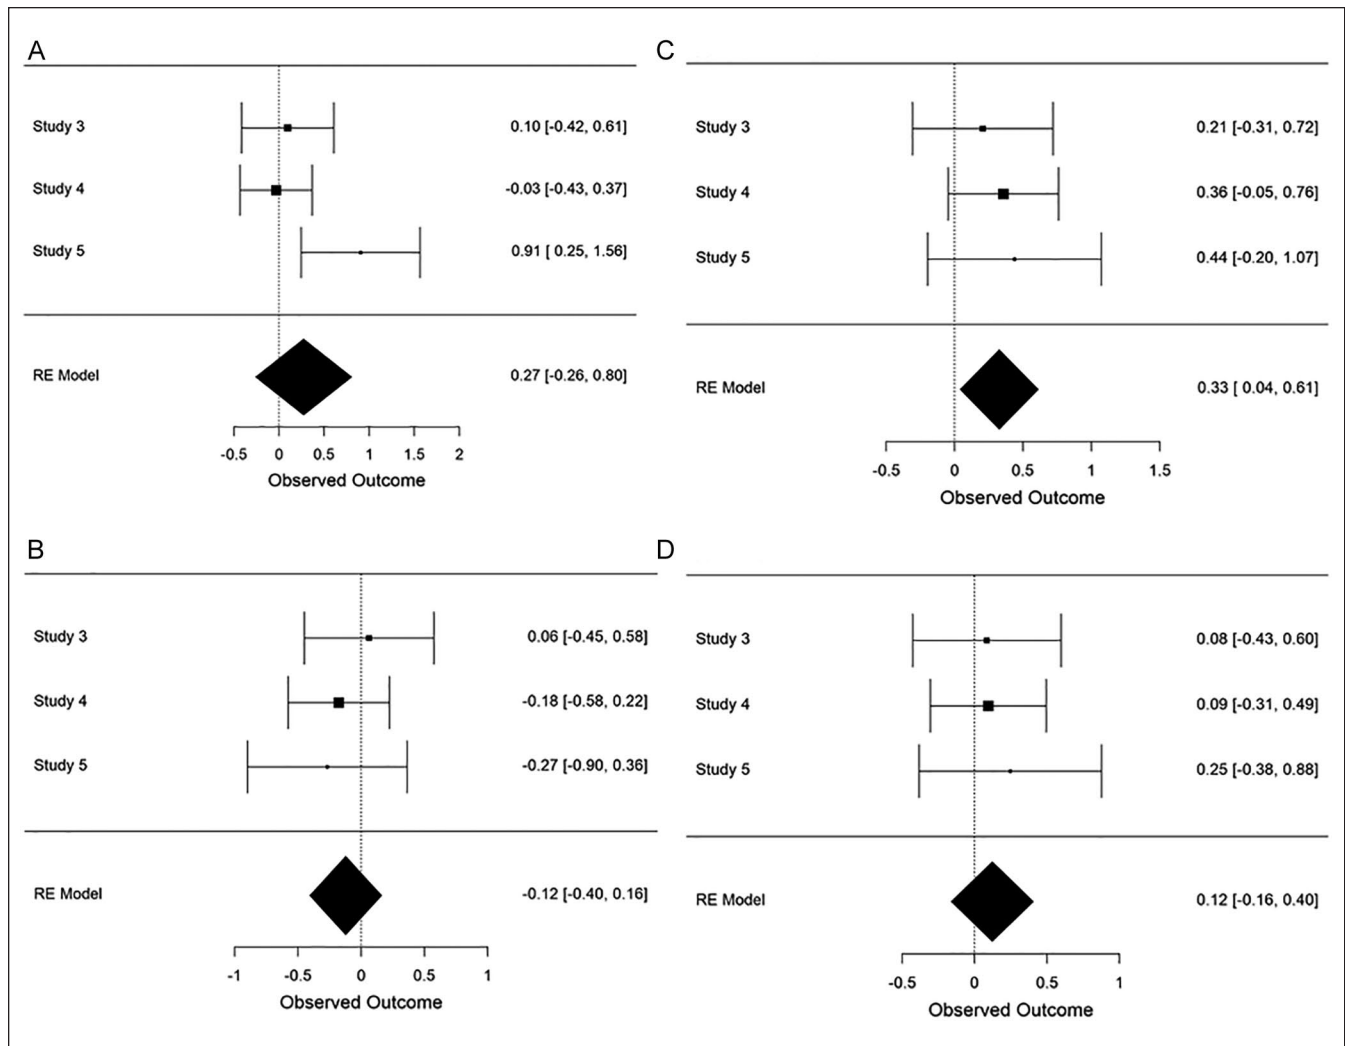 A
Study 3 0.10 [-0.42, 0.61]
Study 4 -0.03 [-0.43, 0.37]
Study 5 0.91 [ 0.25, 1.56]
RE Model 0.27 [-0.26, 0.80]
-0.5 0 0.5 1 1.5 2
Observed Outcome
C
Study 3 0.21 [-0.31, 0.72]
Study 4 0.36 [-0.05, 0.76]
Study 5 0.44 [-0.20, 1.07]
RE Model 0.33 [ 0.04, 0.61]
-0.5 0 0.5 1 1.5
Observed Outcome
B
Study 3 0.06 [-0.45, 0.58]
Study 4 -0.18 [-0.58, 0.22]
Study 5 -0.27 [-0.90, 0.36]
RE Model -0.12 [-0.40, 0.16]
-1 -0.5 0 0.5 1
Observed Outcome
D
Study 3 0.08 [-0.43, 0.60]
Study 4 0.09 [-0.31, 0.49]
Study 5 0.25 [-0.38, 0.88]
RE Model 0.12 [-0.16, 0.40]
-0.5 0 0.5 1
Observed Outcome